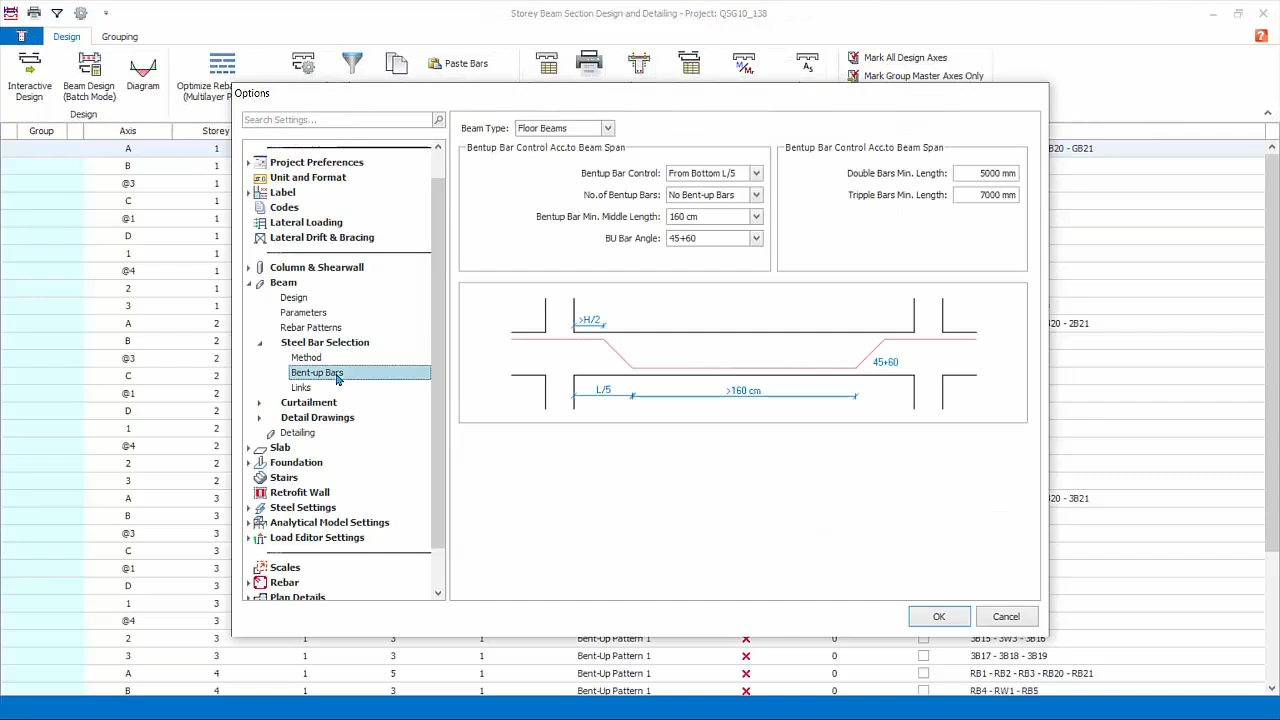 Storey Beam Section Design and Detailing - Project: QSG10_138
Design
Grouping
Interactive
Design
Beam Design
(Batch Mode)
Diagram
Optimize Reba
(Multilayer P
Paste Bars
Mark All Design Axes
Mark Group Master Axes Only
Design
Group Axis Storey
A 1 B20 - GB21
B 1
@3 1
C 1
@1 1
D 1
1 1
@4 1
2 1
3 1
A 2 B20 - 2B21
B 2
@3 2
C 2
@1 2
D 2
1 2
@4 2
2 2
3 2
A 3 B20 - 3B21
B 3
@3 3
C 3
@1 3
D 3
1 3
@4 3
2 3 1 3 1 Bent-Up Pattern 1 0 3B15 - 3W3 - 3B16
3 3 1 3 1 Bent-Up Pattern 1 0 3B17 - 3B18 - 3B19
A 4 1 5 1 Bent-Up Pattern 1 0 RB1 - RB2 - RB3 - RB20 - RB21
B 4 1 4 1 Bent-Up Pattern 1 0 RB4 - RW1 - RB5
Options
Search Settings...
Project Preferences
Unit and Format
Label
Codes
Lateral Loading
Lateral Drift & Bracing
Column & Shearwall
Beam
Design
Parameters
Rebar Patterns
Steel Bar Selection
Method
Bent-up Bars
Links
Curtailment
Detail Drawings
Detailing
Slab
Foundation
Stairs
Retrofit Wall
Steel Settings
Analytical Model Settings
Load Editor Settings
Scales
Rebar
Plan Details
Beam Type: Floor Beams
Bentup Bar Control Acc.to Beam Span
Bentup Bar Control: From Bottom L/5
No.of Bentup Bars: No Bent-up Bars
Bentup Bar Min. Middle Length: 160 cm
BU Bar Angle: 45+60
Bentup Bar Control Acc.to Beam Span
Double Bars Min. Length: 5000 mm
Tripple Bars Min. Length: 7000 mm
>H/2
45+60
L/5
>160 cm
OK
Cancel